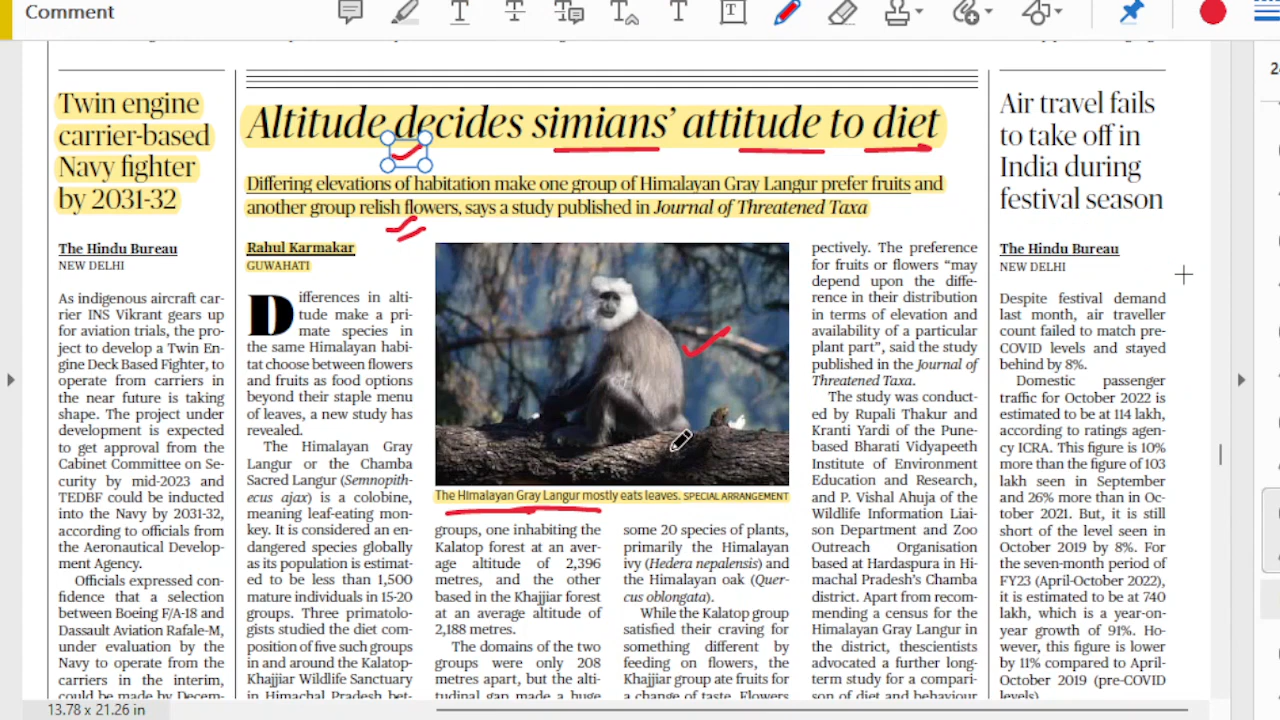 Comment
24
Twin engine
carrier-based
Navy fighter
by 2031-32
The Hindu Bureau
NEW DELHI
As indigenous aircraft car-
rier INS Vikrant gears up
for aviation trials, the pro-
ject to develop a Twin En-
gine Deck Based Fighter, to
operate from carriers in
the near future is taking
shape. The project under
development is expected
to get approval from the
Cabinet Committee on Se-
curity by mid-2023 and
TEDBF could be inducted
into the Navy by 2031-32,
according to officials from
the Aeronautical Develop-
ment Agency.
Officials expressed con-
fidence that a selection
between Boeing F/A-18 and
Dassault Aviation Rafale-M,
under evaluation by the
Navy to operate from the
carriers in the interim,
could be made by Decem-
Altitude decides simians' attitude to diet
Differing elevations of habitation make one group of Himalayan Gray Langur prefer fruits and
another group relish flowers, says a study published in Journal of Threatened Taxa
Rahul Karmakar
GUWAHATI
Differences in alti-
tude make a pri-
mate species in
the same Himalayan habi-
tat choose between flowers
and fruits as food options
beyond their staple menu
of leaves, a new study has
revealed.
The Himalayan Gray
Langur or the Chamba
Sacred Langur (Semnopith-
ecus ajax) is a colobine,
meaning leaf-eating mon-
key. It is considered an en-
dangered species globally
as its population is estimat-
ed to be less than 1,500
mature individuals in 15-20
groups. Three primatolo-
gists studied the diet com-
position of five such groups
in and around the Kalatop-
Khajjiar Wildlife Sanctuary
in Himachal Pradesh bet-
The Himalayan Gray Langur mostly eats leaves. SPECIAL ARRANGEMENT
groups, one inhabiting the
Kalatop forest at an aver-
age altitude of 2,396
metres, and the other
based in the Khajjiar forest
at an average altitude of
2,188 metres.
The domains of the two
groups were only 208
metres apart, but the alti-
tudinal gap made a huge
some 20 species of plants,
primarily the Himalayan
ivy (Hedera nepalensis) and
the Himalayan oak (Quer-
cus oblongata).
While the Kalatop group
satisfied their craving for
something different by
feeding on flowers, the
Khajjiar group ate fruits for
a change of taste. Flowers
pectively. The preference
for fruits or flowers “may
depend upon the diffe-
rence in their distribution
in terms of elevation and
availability of a particular
plant part”, said the study
published in the Journal of
Threatened Taxa.
The study was conduct-
ed by Rupali Thakur and
Kranti Yardi of the Pune-
based Bharati Vidyapeeth
Institute of Environment
Education and Research,
and P. Vishal Ahuja of the
Wildlife Information Liai-
son Department and Zoo
Outreach Organisation
based at Hardaspura in Hi-
machal Pradesh’s Chamba
district. Apart from recom-
mending a census for the
Himalayan Gray Langur in
the district, thescientists
advocated a further long-
term study for a compari-
son of diet and behaviour
Air travel fails
to take off in
India during
festival season
The Hindu Bureau
NEW DELHI
Despite festival demand
last month, air traveller
count failed to match pre-
COVID levels and stayed
behind by 8%.
Domestic passenger
traffic for October 2022 is
estimated to be at 114 lakh,
according to ratings agen-
cy ICRA. This figure is 10%
more than the figure of 103
lakh seen in September
and 26% more than in Oc-
tober 2021. But, it is still
short of the level seen in
October 2019 by 8%. For
the seven-month period of
FY23 (April-October 2022),
it is estimated to be at 740
lakh, which is a year-on-
year growth of 91%. Ho-
wever, this figure is lower
by 11% compared to April-
October 2019 (pre-COVID
levels).
13.78 x 21.26 in